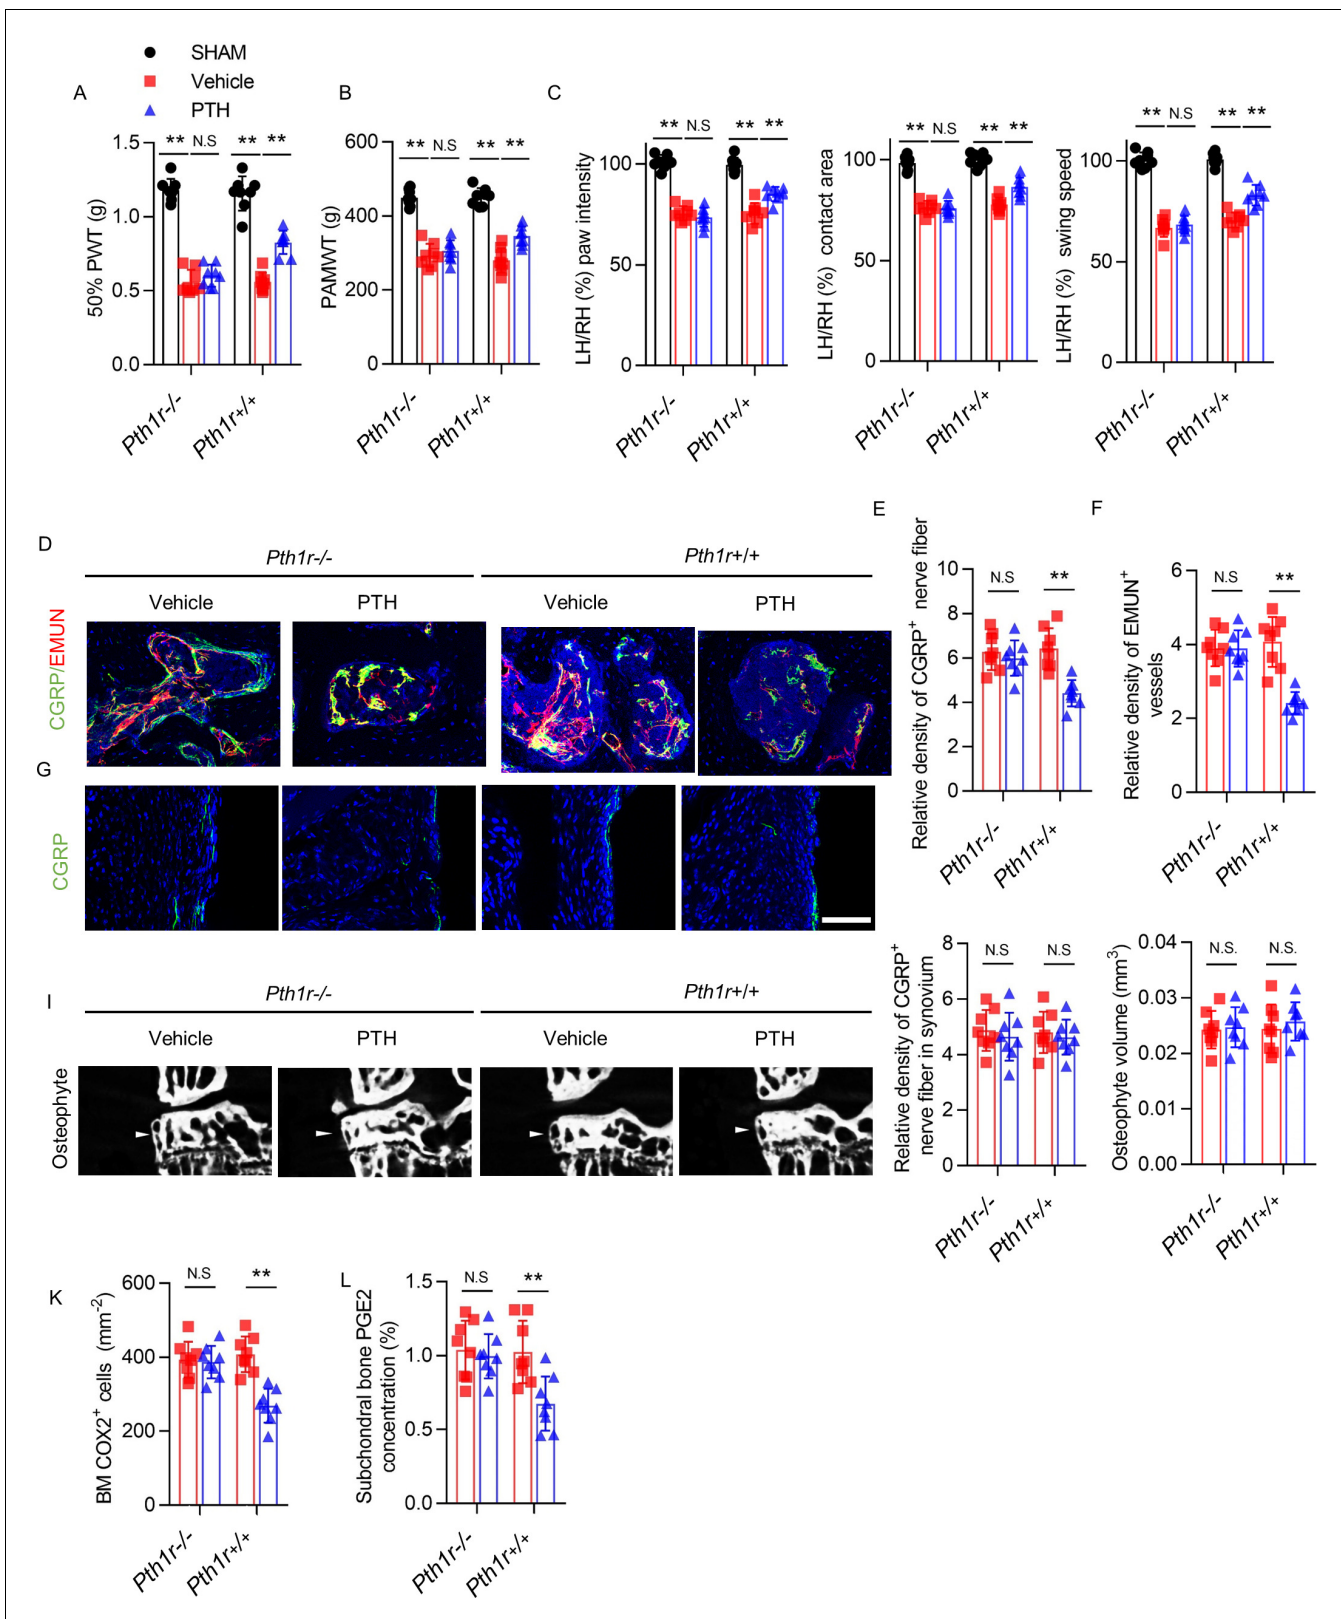 SHAM
Vehicle
PTH
A
B
C
** N.S ** **
1.5
1.0
0.5
0.0
50% PWT (g)
Pth1r-/-
Pth1r+/+
** N.S ** **
600
400
200
0
PAMWT (g)
Pth1r-/-
Pth1r+/+
** N.S ** **
100
50
0
LH/RH (%) paw intensity
Pth1r-/-
Pth1r+/+
** N.S ** **
100
50
0
LH/RH (%) contact area
Pth1r-/-
Pth1r+/+
** N.S ** **
100
50
0
LH/RH (%) swing speed
Pth1r-/-
Pth1r+/+
D
Pth1r-/- Pth1r+/+
Vehicle PTH Vehicle PTH
CGRP/EMUN
G
CGRP
E
N.S **
10
8
6
4
2
0
Relative density of CGRP+ nerve fiber
Pth1r-/-
Pth1r+/+
F
N.S **
6
4
2
0
Relative density of EMUN+
vessels
Pth1r-/-
Pth1r+/+
N.S N.S
8
6
4
2
0
Relative density of CGRP+
nerve fiber in synovium
Pth1r-/-
Pth1r+/+
I
Pth1r-/- Pth1r+/+
Vehicle PTH Vehicle PTH
Osteophyte
N.S. N.S.
0.04
0.03
0.02
0.01
0.00
Osteophyte volume (mm3)
Pth1r-/-
Pth1r+/+
K
N.S **
600
400
200
0
BM COX2+ cells (mm-2)
Pth1r-/-
Pth1r+/+
L
N.S **
1.5
1.0
0.5
0.0
Subchondral bone PGE2
concentration (%)
Pth1r-/-
Pth1r+/+